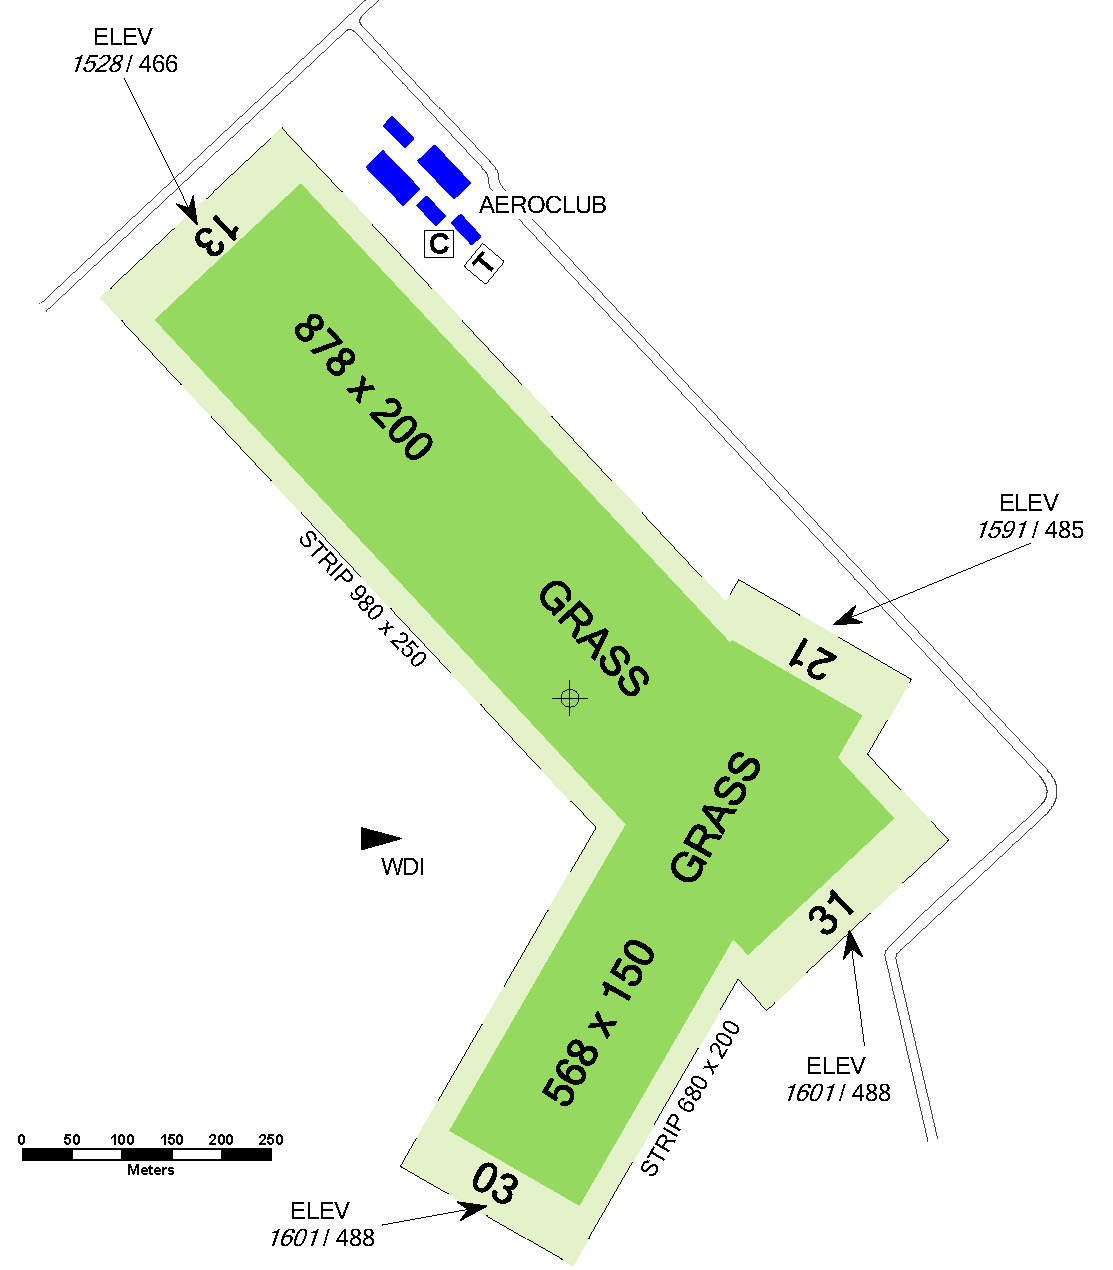 ELEV
1528 / 466
13
AEROCLUB
C
T
878 x 200
ELEV
1591 / 485
STRIP 980 x 250
GRASS
21
GRASS
WDI
31
568 x 150
STRIP 680 x 200
ELEV
1601 / 488
0 50 100 150 200 250
Meters
03
ELEV
1601 / 488